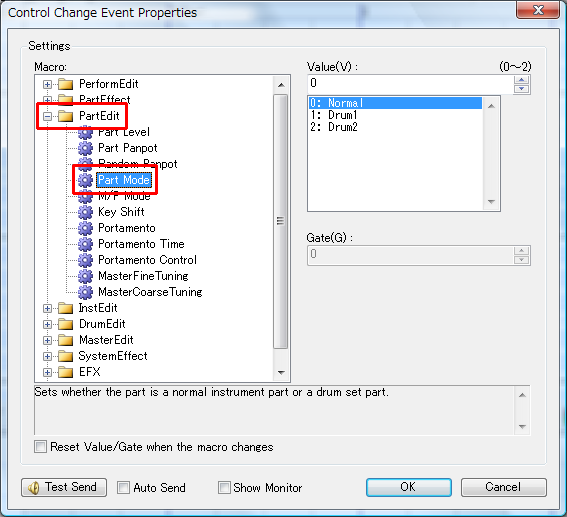 Control Change Event Properties
Settings
Macro:
PerformEdit
PartEffect
PartEdit
Part Level
Part Panpot
Random Panpot
Part Mode
M/P Mode
Key Shift
Portamento
Portamento Time
Portamento Control
MasterFineTuning
MasterCoarseTuning
InstEdit
DrumEdit
MasterEdit
SystemEffect
EFX
Value(V) : (0～2)
0
0: Normal
1: Drum1
2: Drum2
Gate(G) :
0
Sets whether the part is a normal instrument part or a drum set part.
Reset Value/Gate when the macro changes
Test Send Auto Send Show Monitor OK Cancel